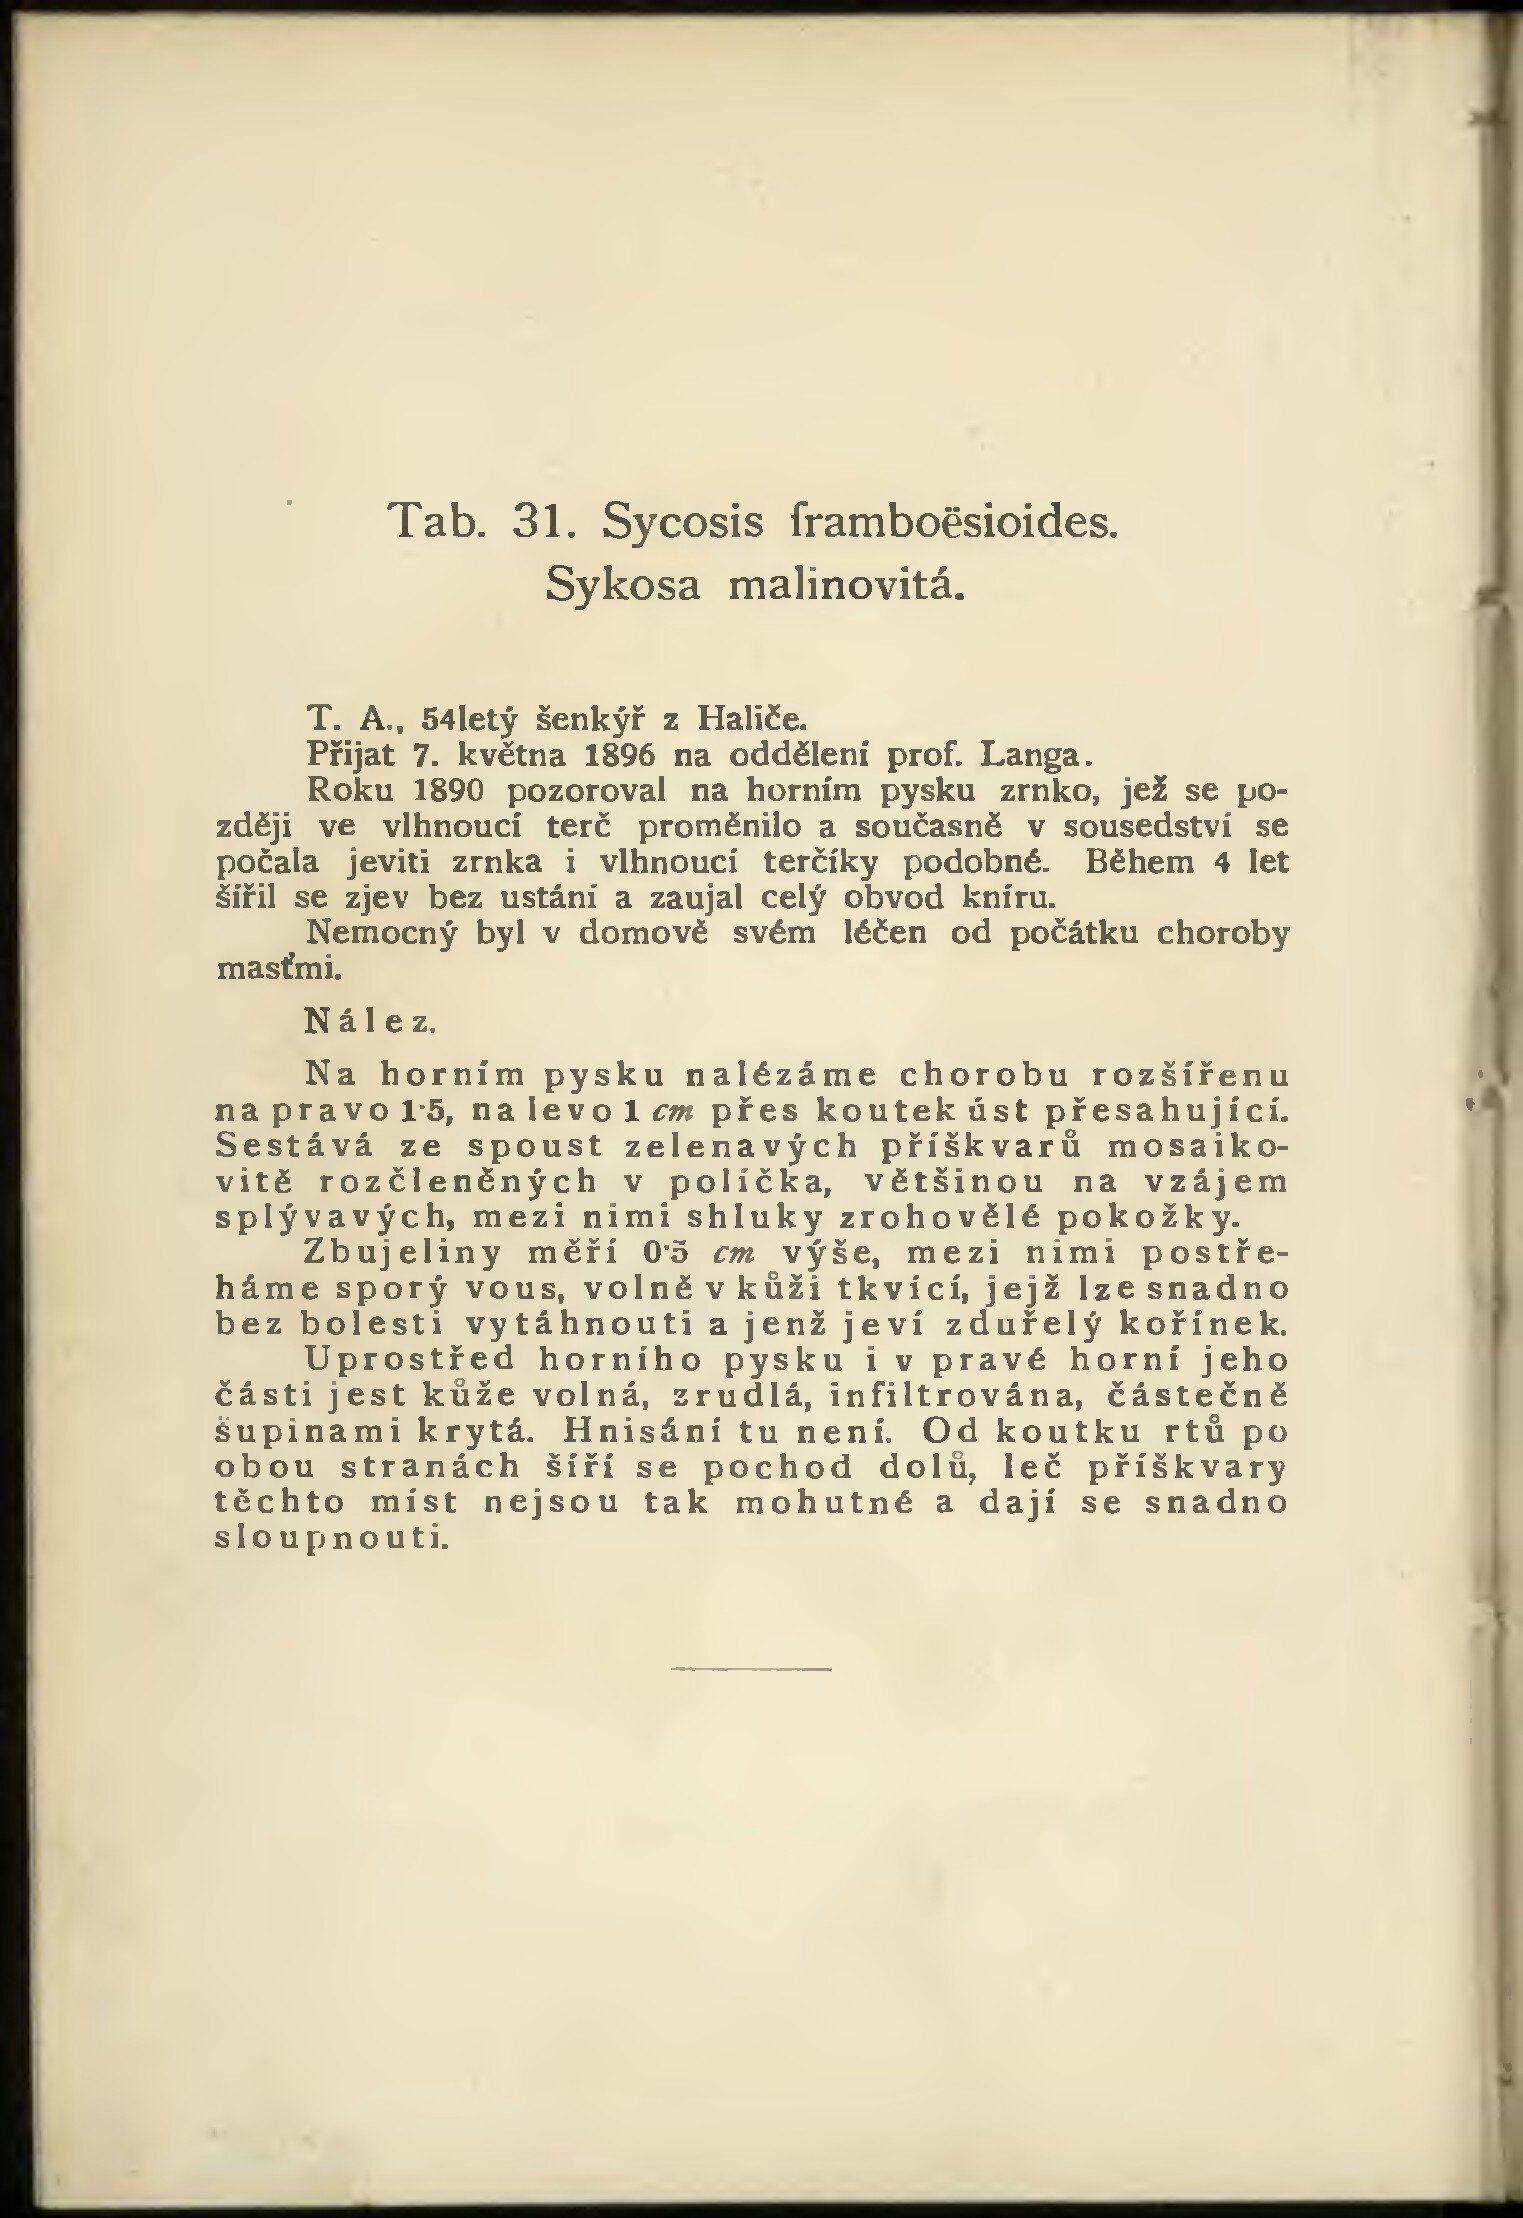 Tab. 31. Sycosis framboësioides.
Sykosa malinovitá.
T. A., 54letý šenkýř z Haliče.
Přijat 7. května 1896 na oddělení prof. Langa.
Roku 1890 pozoroval na horním pysku zrnko, jež se po-
zději ve vlhnoucí terč proměnilo a současně v sousedství se
počala jeviti zrnka i vlhnoucí terčíky podobné. Během 4 let
šířil se zjev bez ustání a zaujal celý obvod kníru.
Nemocný byl v domově svém léčen od počátku choroby
masťmi.
Nález.
Na horním pysku nalézáme chorobu rozšířenu
na pravo 1·5, na levo 1 cm přes koutek úst přesahující.
Sestává ze spoust zelenavých příškvarů mosaiko-
vitě rozčleněných v políčka, většinou na vzájem
splývavých, mezi nimi shluky zrohovělé pokožky.
Zbujeliny měří 0·5 cm výše, mezi nimi postře-
háme sporý vous, volně v kůži tkvící, jejž lze snadno
bez bolesti vytáhnouti a jenž jeví zduřelý kořínek.
Uprostřed horního pysku i v pravé horní jeho
části jest kůže volná, zrudlá, infiltrována, částečně
šupinami krytá. Hnisání tu není. Od koutku rtů po
obou stranách šíří se pochod dolů, leč příškvary
těchto míst nejsou tak mohutné a dají se snadno
sloupnouti.